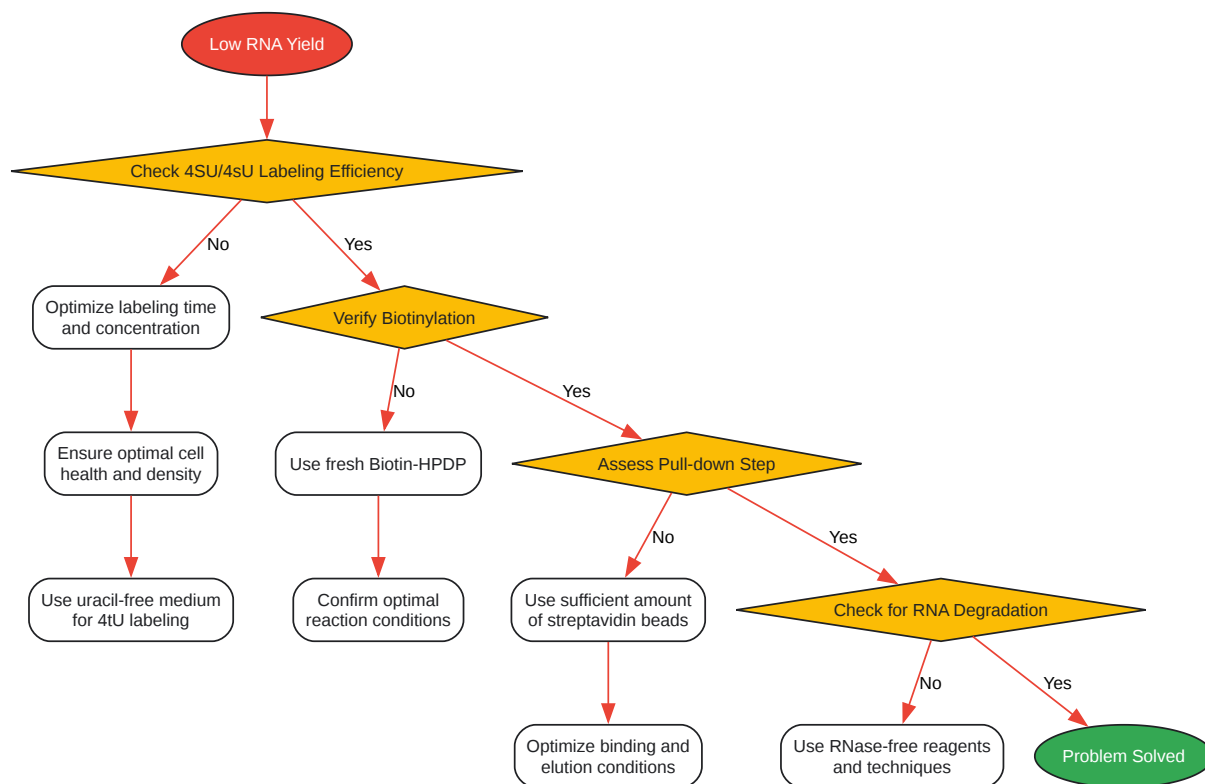 Low RNA Yield
Check 4SU/4sU Labeling Efficiency
No
Yes
Optimize labeling time
and concentration
Verify Biotinylation
No
Yes
Ensure optimal cell
health and density
Use fresh Biotin-HPDP
Assess Pull-down Step
No
Yes
Use uracil-free medium
for 4tU labeling
Confirm optimal
reaction conditions
Use sufficient amount
of streptavidin beads
Check for RNA Degradation
No
Yes
Optimize binding and
elution conditions
Use RNase-free reagents
and techniques
Problem Solved